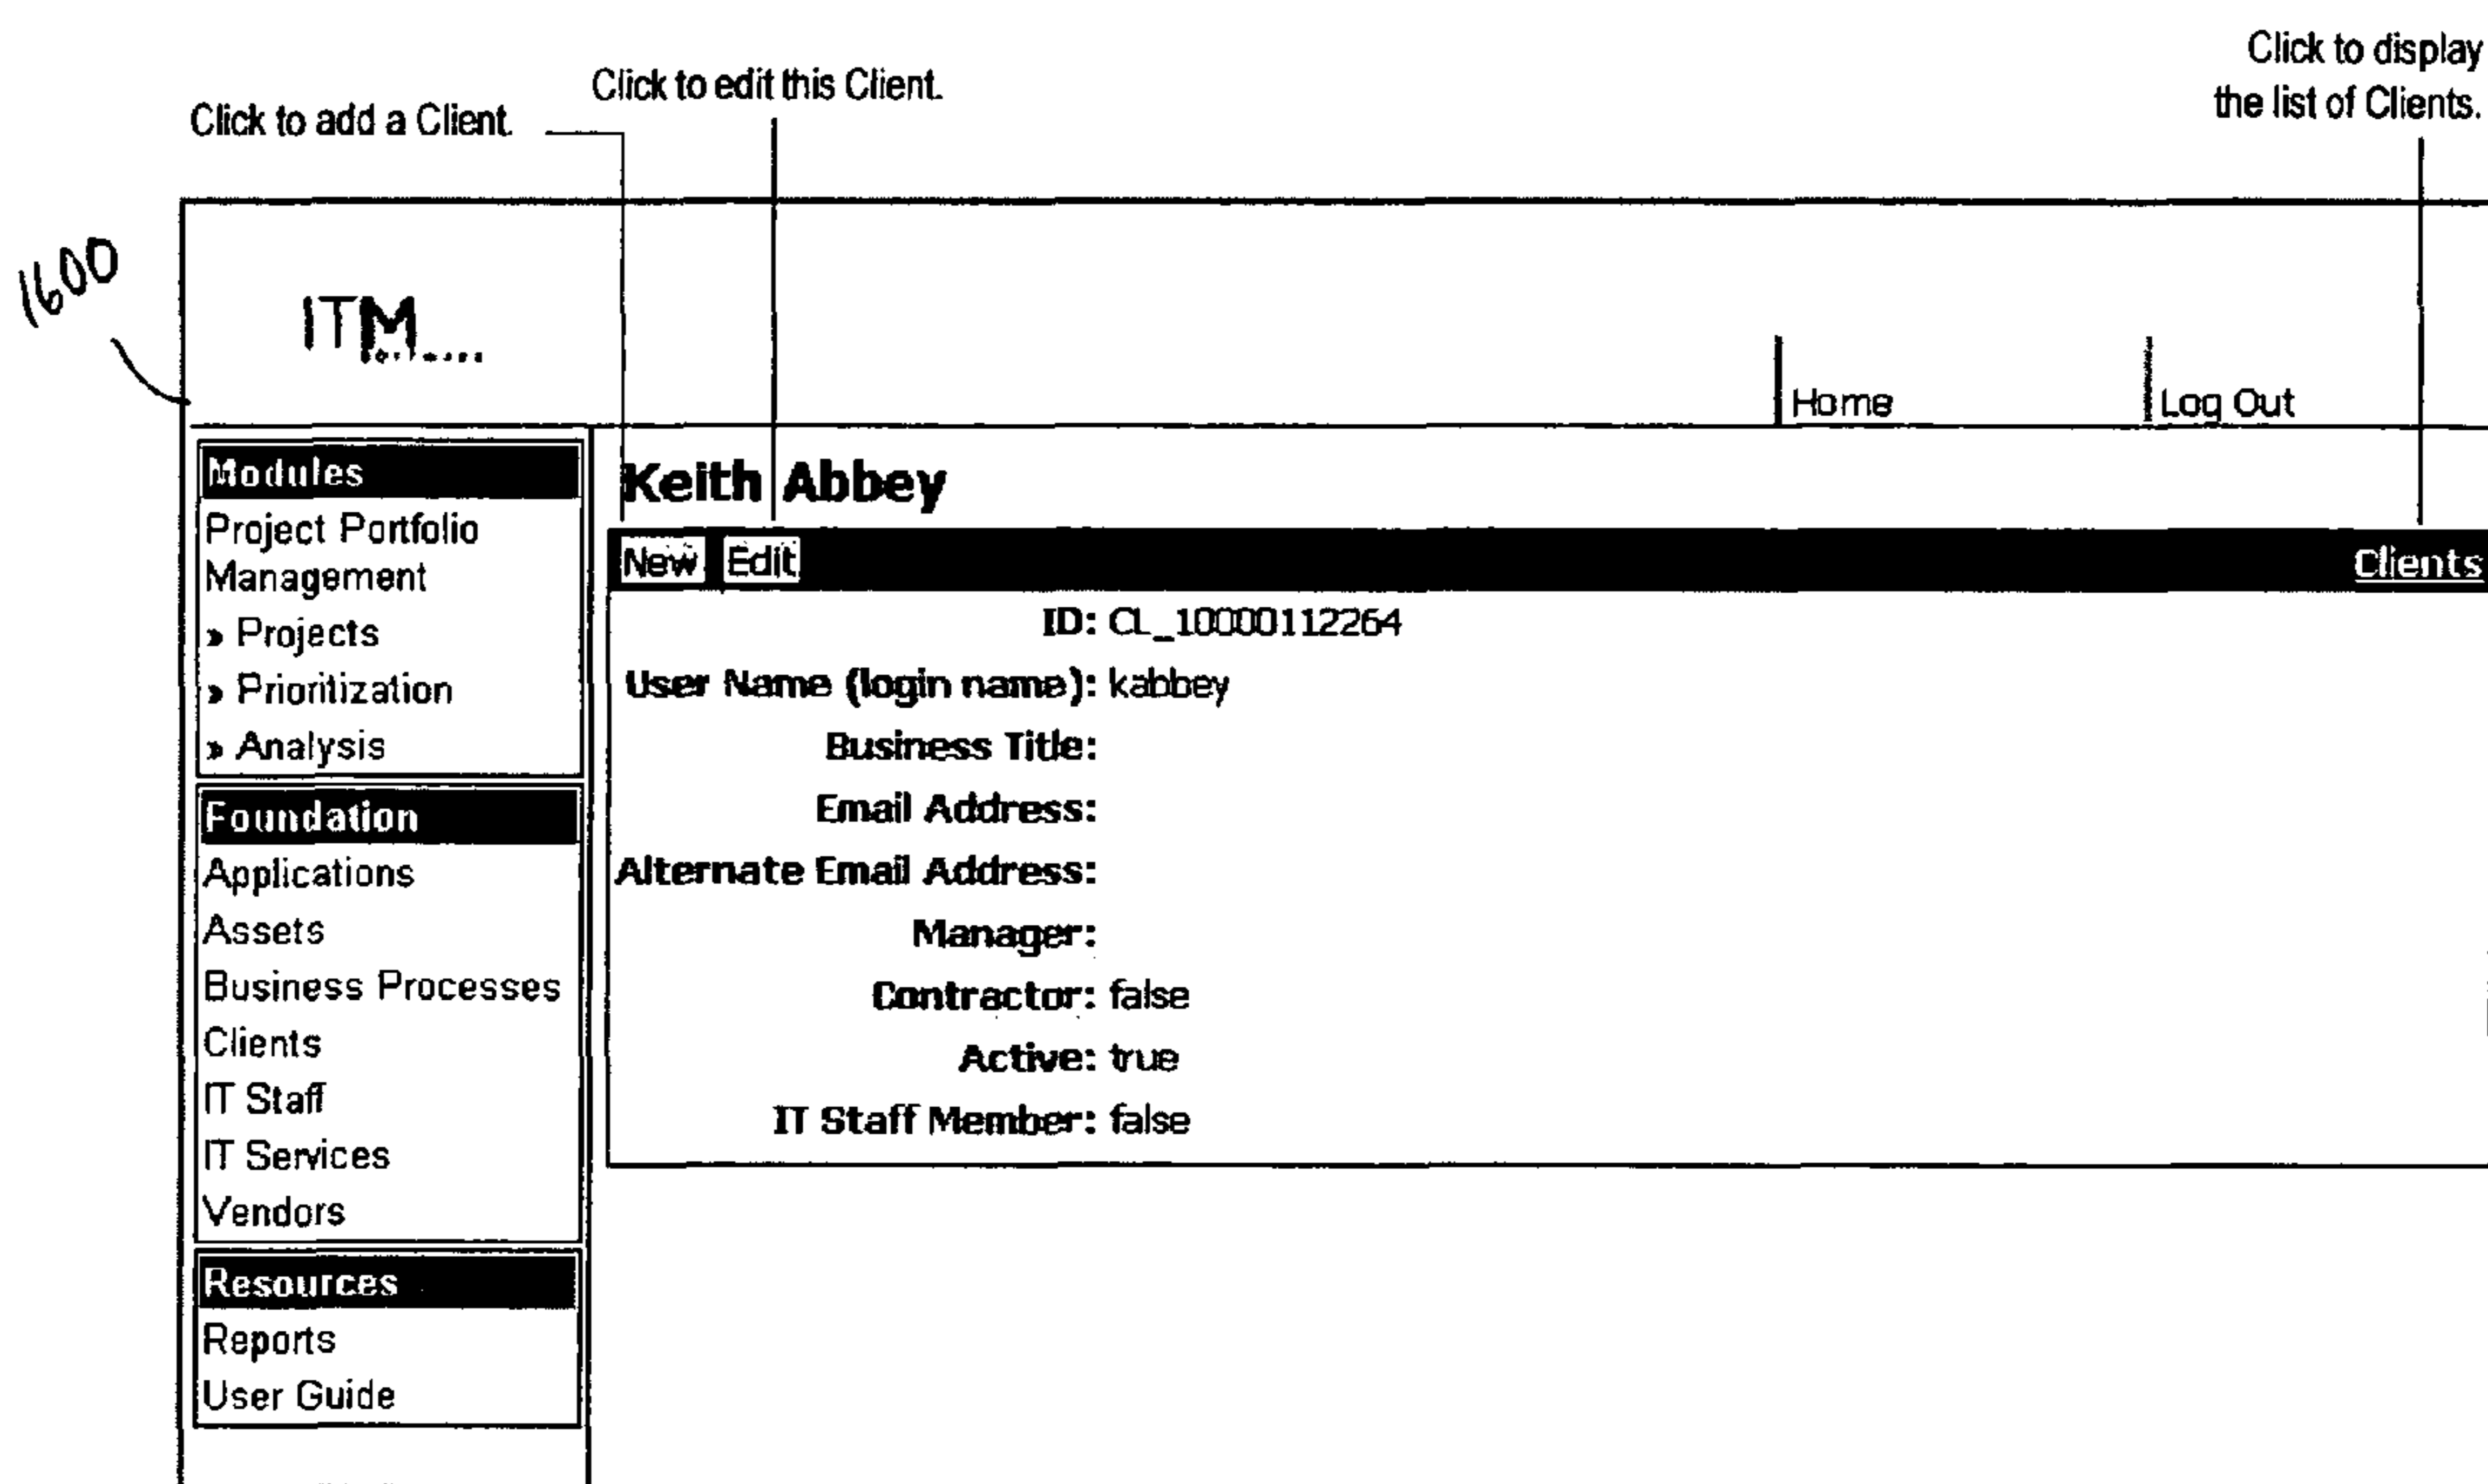 Click to display
the list of Clients.
Click to edit this Client.
Click to add a Client.
1600
ITM
Home
Log Out
Modules
Project Portfolio
Management
» Projects
» Prioritization
» Analysis
Foundation
Applications
Assets
Business Processes
Clients
IT Staff
IT Services
Vendors
Resources
Reports
User Guide
Keith Abbey
New Edit Clients
ID: CL_10000112264
User Name (login name): kabbey
Business Title:
Email Address:
Alternate Email Address:
Manager:
Contractor: false
Active: true
IT Staff Member: false